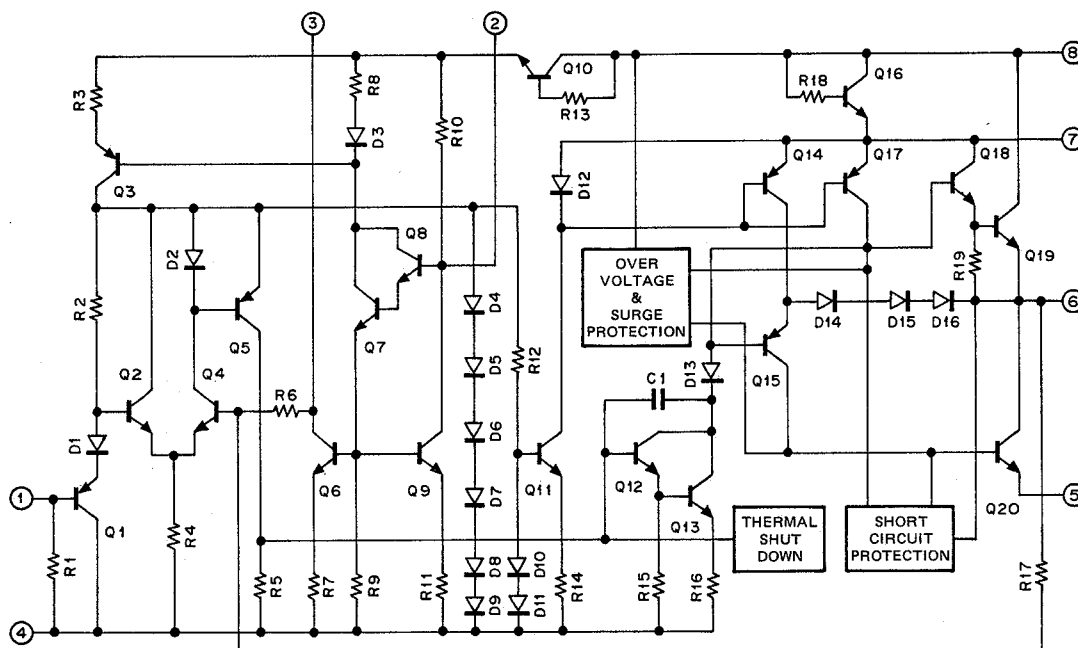 3
2
8
R3
R8
R10
Q10
R13
R18
Q16
D3
Q3
D12
Q14
Q17
Q18
7
D2
Q8
R2
Q5
Q7
D4
OVER
VOLTAGE
&
SURGE
PROTECTION
R19
Q19
6
D14
D15
D16
D5
R12
Q2
Q4
R6
D6
C1
D13
Q15
D1
1
Q1
Q6
Q9
D7
Q11
Q12
Q13
Q20
5
R1
R4
THERMAL
SHUT
DOWN
SHORT
CIRCUIT
PROTECTION
R17
R5
R7
R9
R11
D8
D10
D9
D11
R14
R15
R16
4